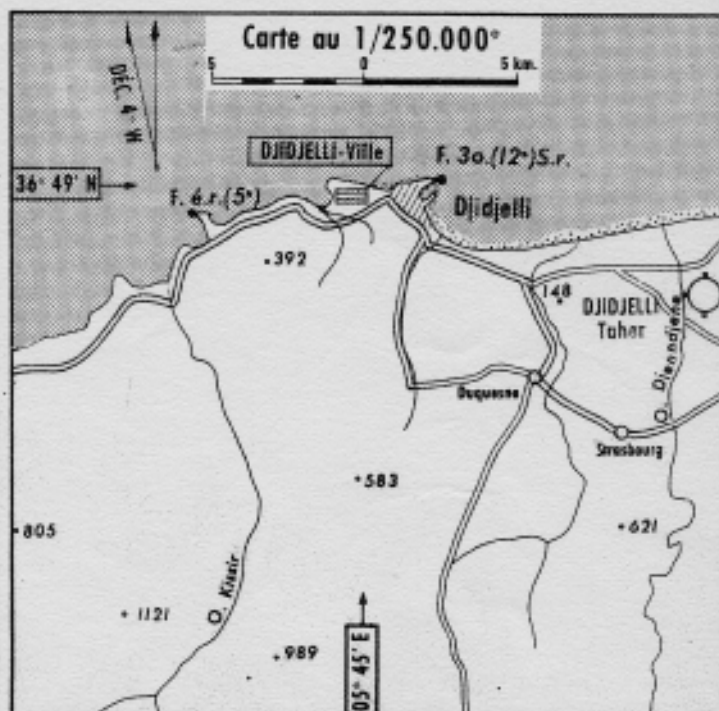 Carte au 1/250.000ᵉ
5 0 5 km.
DÉC. 4° W
DJIDJELLI-Ville
F. 3o.(12ˢ)S.r.
36° 49' N
F. é.r.(5ˢ)
Djidjelli
392
148
DJIDJELLI
Taher
Djenndjene
Duquesne
Strasbourg
583
805
621
O. Kissir
1121
989
05° 45' E